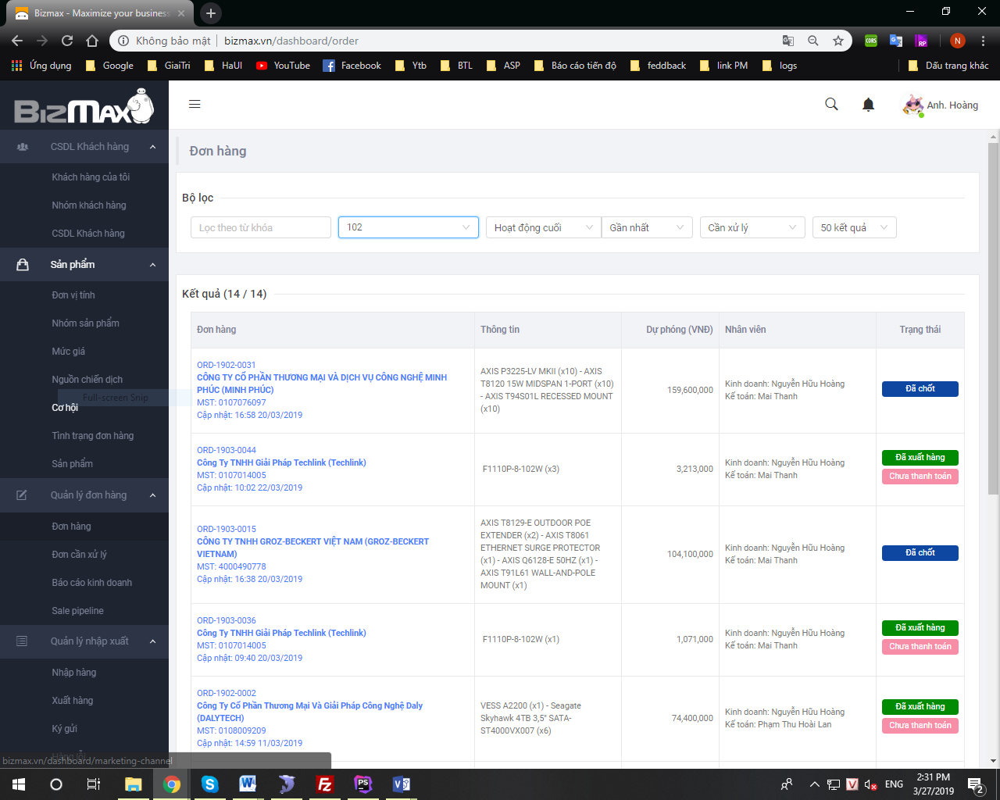 Bizmax - Maximize your business
Không bảo mật
bizmax.vn/dashboard/order
Ứng dụng
Google
GiaiTri
HaUI
YouTube
Facebook
Ytb
BTL
ASP
Báo cáo tiến độ
feddback
link PM
logs
Dấu trang khác
BizMax
Anh. Hoàng
CSDL Khách hàng
Khách hàng của tôi
Nhóm khách hàng
CSDL Khách hàng
Sản phẩm
Đơn vị tính
Nhóm sản phẩm
Mức giá
Nguồn chiến dịch
Full-screen Snip
Cơ hội
Tình trạng đơn hàng
Sản phẩm
Quản lý đơn hàng
Đơn hàng
Đơn cần xử lý
Báo cáo kinh doanh
Sale pipeline
Quản lý nhập xuất
Nhập hàng
Xuất hàng
Ký gửi
bizmax.vn/dashboard/marketing-channel
Đơn hàng
Bộ lọc
Lọc theo từ khóa
102
Hoạt động cuối
Gần nhất
Cần xử lý
50 kết quả
Kết quả (14 / 14)
Đơn hàng
Thông tin
Dự phóng (VNĐ)
Nhân viên
Trạng thái
ORD-1902-0031
CÔNG TY CỔ PHẦN THƯƠNG MẠI VÀ DỊCH VỤ CÔNG NGHỆ MINH
PHÚC (MINH PHÚC)
MST: 0107076097
Cập nhật: 16:58 20/03/2019
AXIS P3225-LV MKII (x10) - AXIS
T8120 15W MIDSPAN 1-PORT (x10)
- AXIS T94S01L RECESSED MOUNT
(x10)
159,600,000
Kinh doanh: Nguyễn Hữu Hoàng
Kế toán: Mai Thanh
Đã chốt
ORD-1903-0044
Công Ty TNHH Giải Pháp Techlink (Techlink)
MST: 0107014005
Cập nhật: 10:02 22/03/2019
F1110P-8-102W (x3)
3,213,000
Kinh doanh: Nguyễn Hữu Hoàng
Kế toán: Mai Thanh
Đã xuất hàng
Chưa thanh toán
ORD-1903-0015
CÔNG TY TNHH GROZ-BECKERT VIỆT NAM (GROZ-BECKERT
VIETNAM)
MST: 4000490778
Cập nhật: 16:38 20/03/2019
AXIS T8129-E OUTDOOR POE
EXTENDER (x2) - AXIS T8061
ETHERNET SURGE PROTECTOR
(x1) - AXIS Q6128-E 50HZ (x1) -
AXIS T91L61 WALL-AND-POLE
MOUNT (x1)
104,100,000
Kinh doanh: Nguyễn Hữu Hoàng
Kế toán: Mai Thanh
Đã chốt
ORD-1903-0036
Công Ty TNHH Giải Pháp Techlink (Techlink)
MST: 0107014005
Cập nhật: 09:40 20/03/2019
F1110P-8-102W (x1)
1,071,000
Kinh doanh: Nguyễn Hữu Hoàng
Kế toán: Mai Thanh
Đã xuất hàng
Chưa thanh toán
ORD-1902-0002
Công Ty Cổ Phần Thương Mại Và Giải Pháp Công Nghệ Daly
(DALYTECH)
MST: 0108009209
Cập nhật: 14:59 11/03/2019
VESS A2200 (x1) - Seagate
Skyhawk 4TB 3,5" SATA-
ST4000VX007 (x6)
74,400,000
Kinh doanh: Nguyễn Hữu Hoàng
Kế toán: Phạm Thu Hoài Lan
Đã xuất hàng
Chưa thanh toán
ENG
2:31 PM
3/27/2019
2